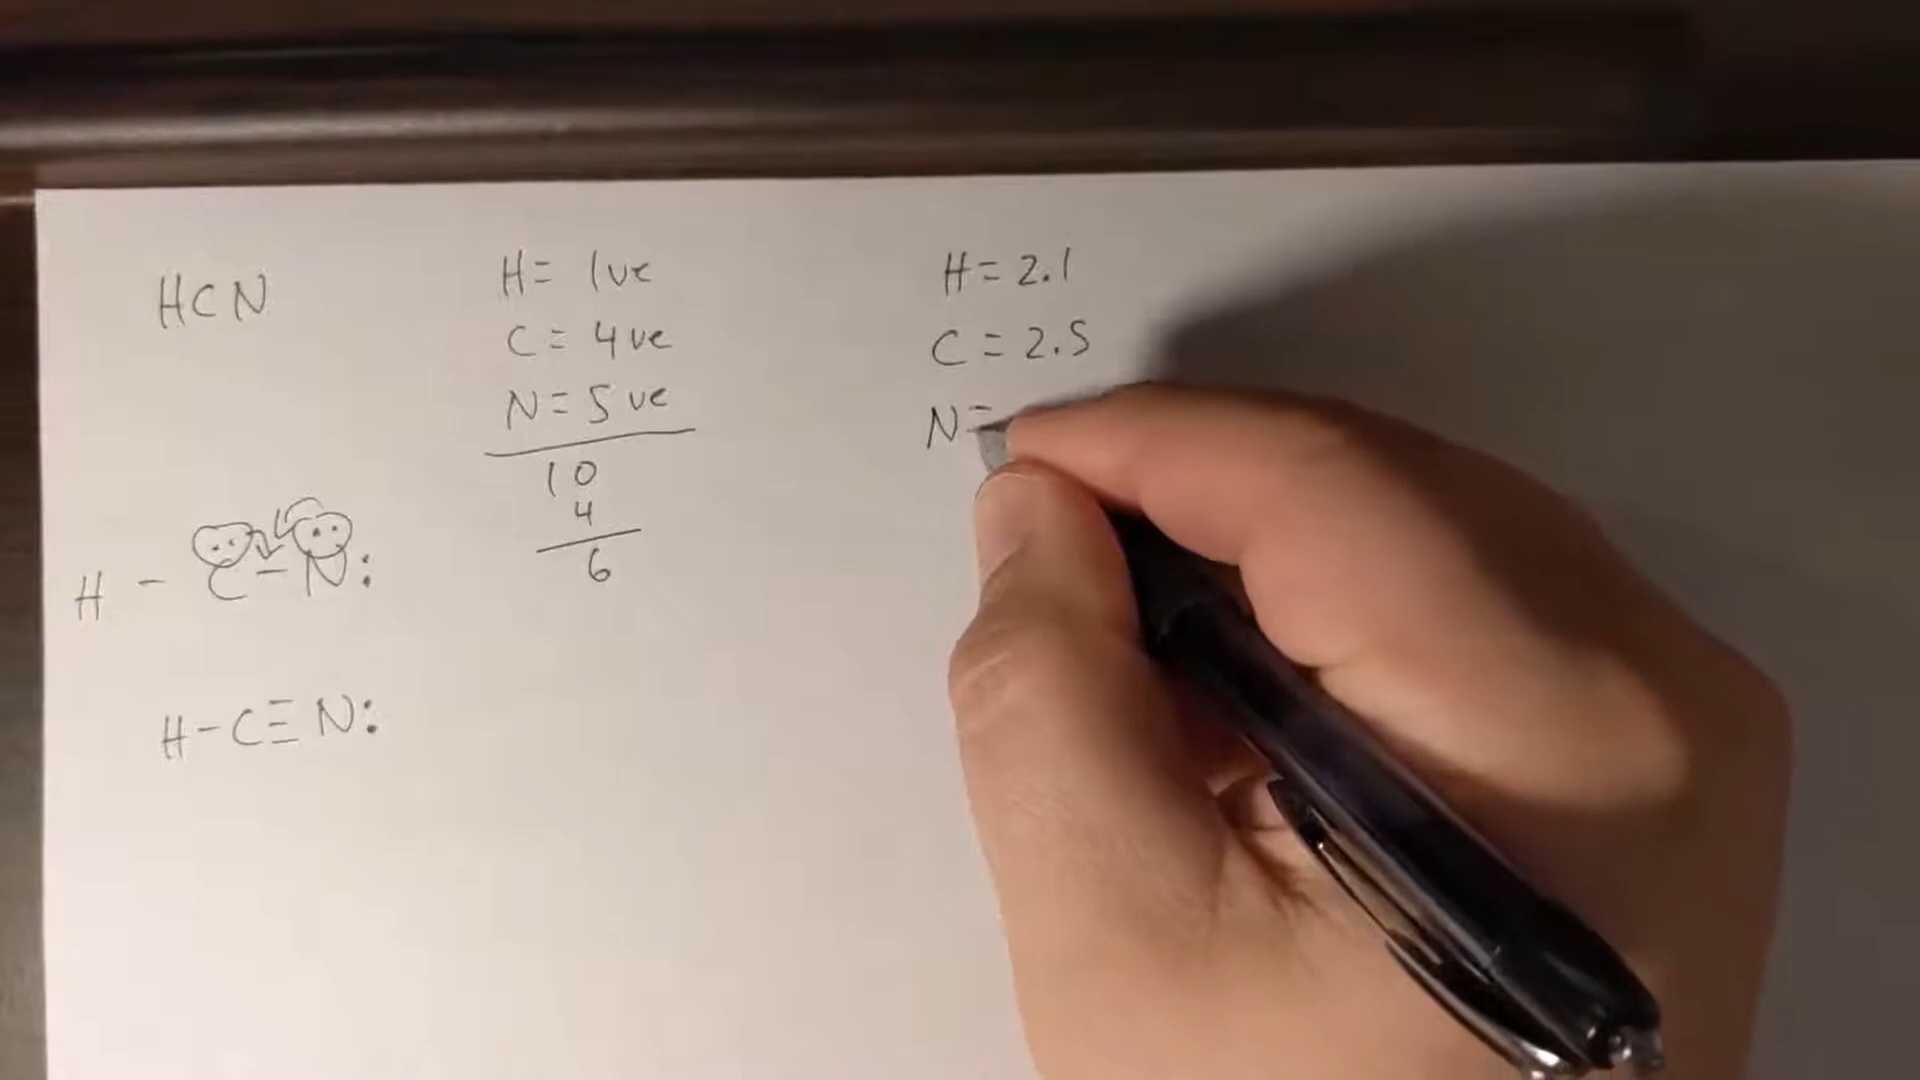 HCN
H = 1ve
C = 4ve
N = 5ve
10
4
6
H - C - N:
H-C≡N:
H = 2.1
C = 2.5
N =